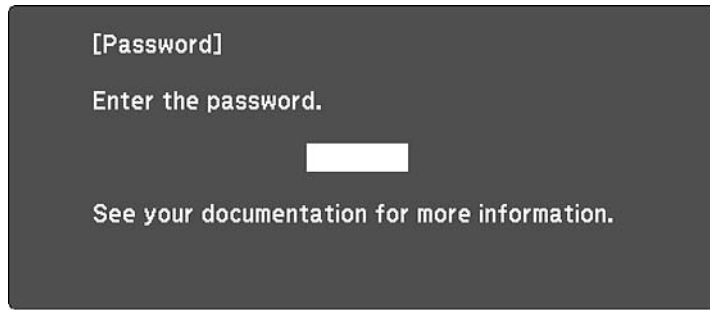 [Password]
Enter the password.
See your documentation for more information.